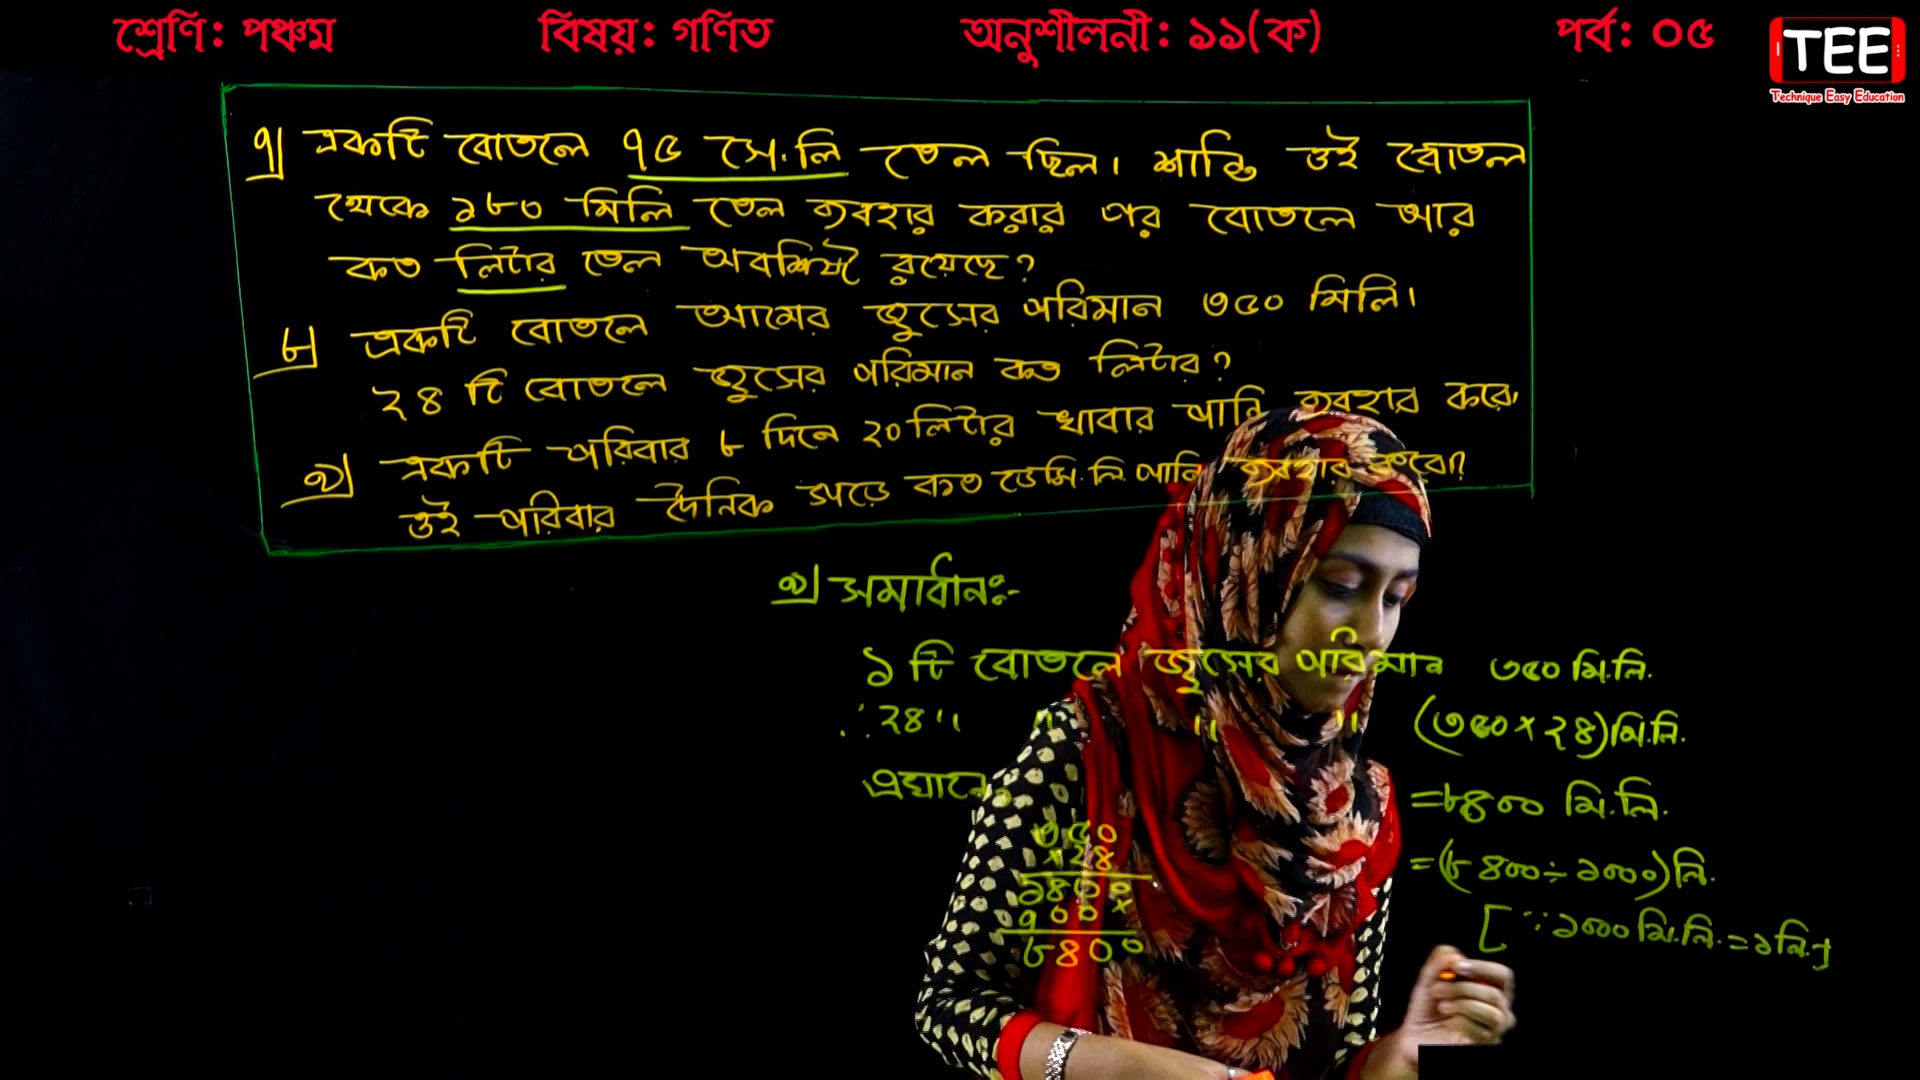 শ্রেণি: পঞ্চম বিষয়: গণিত অনুশীলনী: ১১(ক) পর্ব: ০৫
TEE
Technique Easy Education
৭) একটি বোতলে ৭৫ সে.লি তেল ছিল। শান্তি ওই বোতল
থেকে ১৮০ মিলি তেল ব্যবহার করার পর বোতলে আর
কত লিটার তেল অবশিষ্ট রয়েছে?
৮) একটি বোতলে আমের জুসের পরিমান ৩৫০ মিলি।
২৪ টি বোতলে জুসের পরিমান কত লিটার?
৯) একটি পরিবার ৮ দিনে ২০ লিটার খাবার পানি ব্যবহার করে।
ওই পরিবার দৈনিক গড়ে কত ডেসি.লি. পানি ব্যবহার করে?
সমাধান:-
১ টি বোতলে জুসের পরিমান ৩৫০ মি.লি.
∴ ২৪ " " " " (৩৫০ × ২৪) মি.লি.
এখানে, = ৮৪০০ মি.লি.
৩৫০
× ২৪
১৪০০
৭০০×
৮৪০০
= (৮৪০০ ÷ ১০০০) লি.
[∵ ১০০০ মি.লি. = ১ লি.]